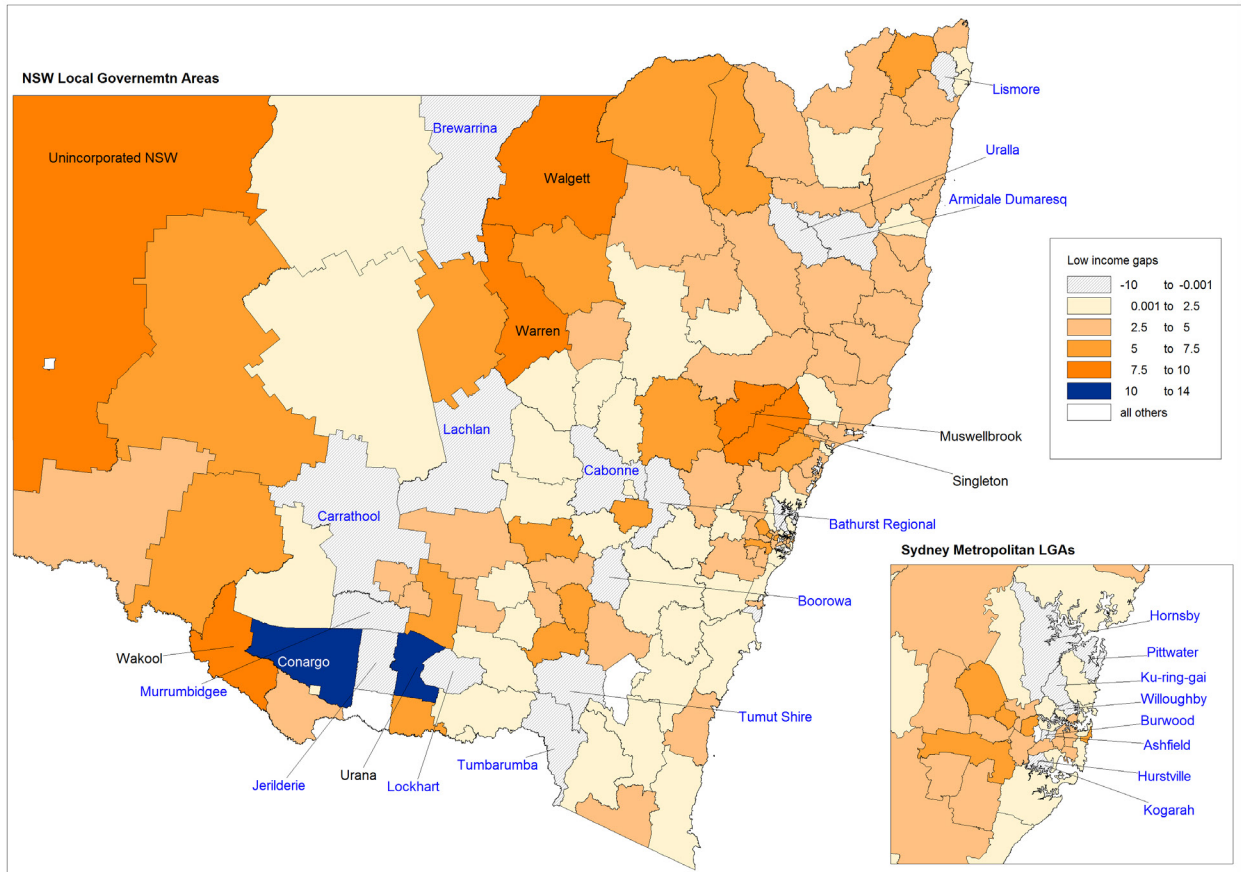 NSW Local Governemtn Areas
Lismore
Brewarrina
Uralla
Unincorporated NSW
Walgett
Armidale Dumaresq
Low income gaps
-10 to -0.001
0.001 to 2.5
2.5 to 5
5 to 7.5
7.5 to 10
10 to 14
all others
Warren
Lachlan
Muswellbrook
Cabonne
Singleton
Carrathool
Bathurst Regional
Sydney Metropolitan LGAs
Boorowa
Hornsby
Pittwater
Wakool
Conargo
Ku-ring-gai
Murrumbidgee
Willoughby
Tumut Shire
Burwood
Ashfield
Tumbarumba
Urana
Jerilderie
Lockhart
Hurstville
Kogarah